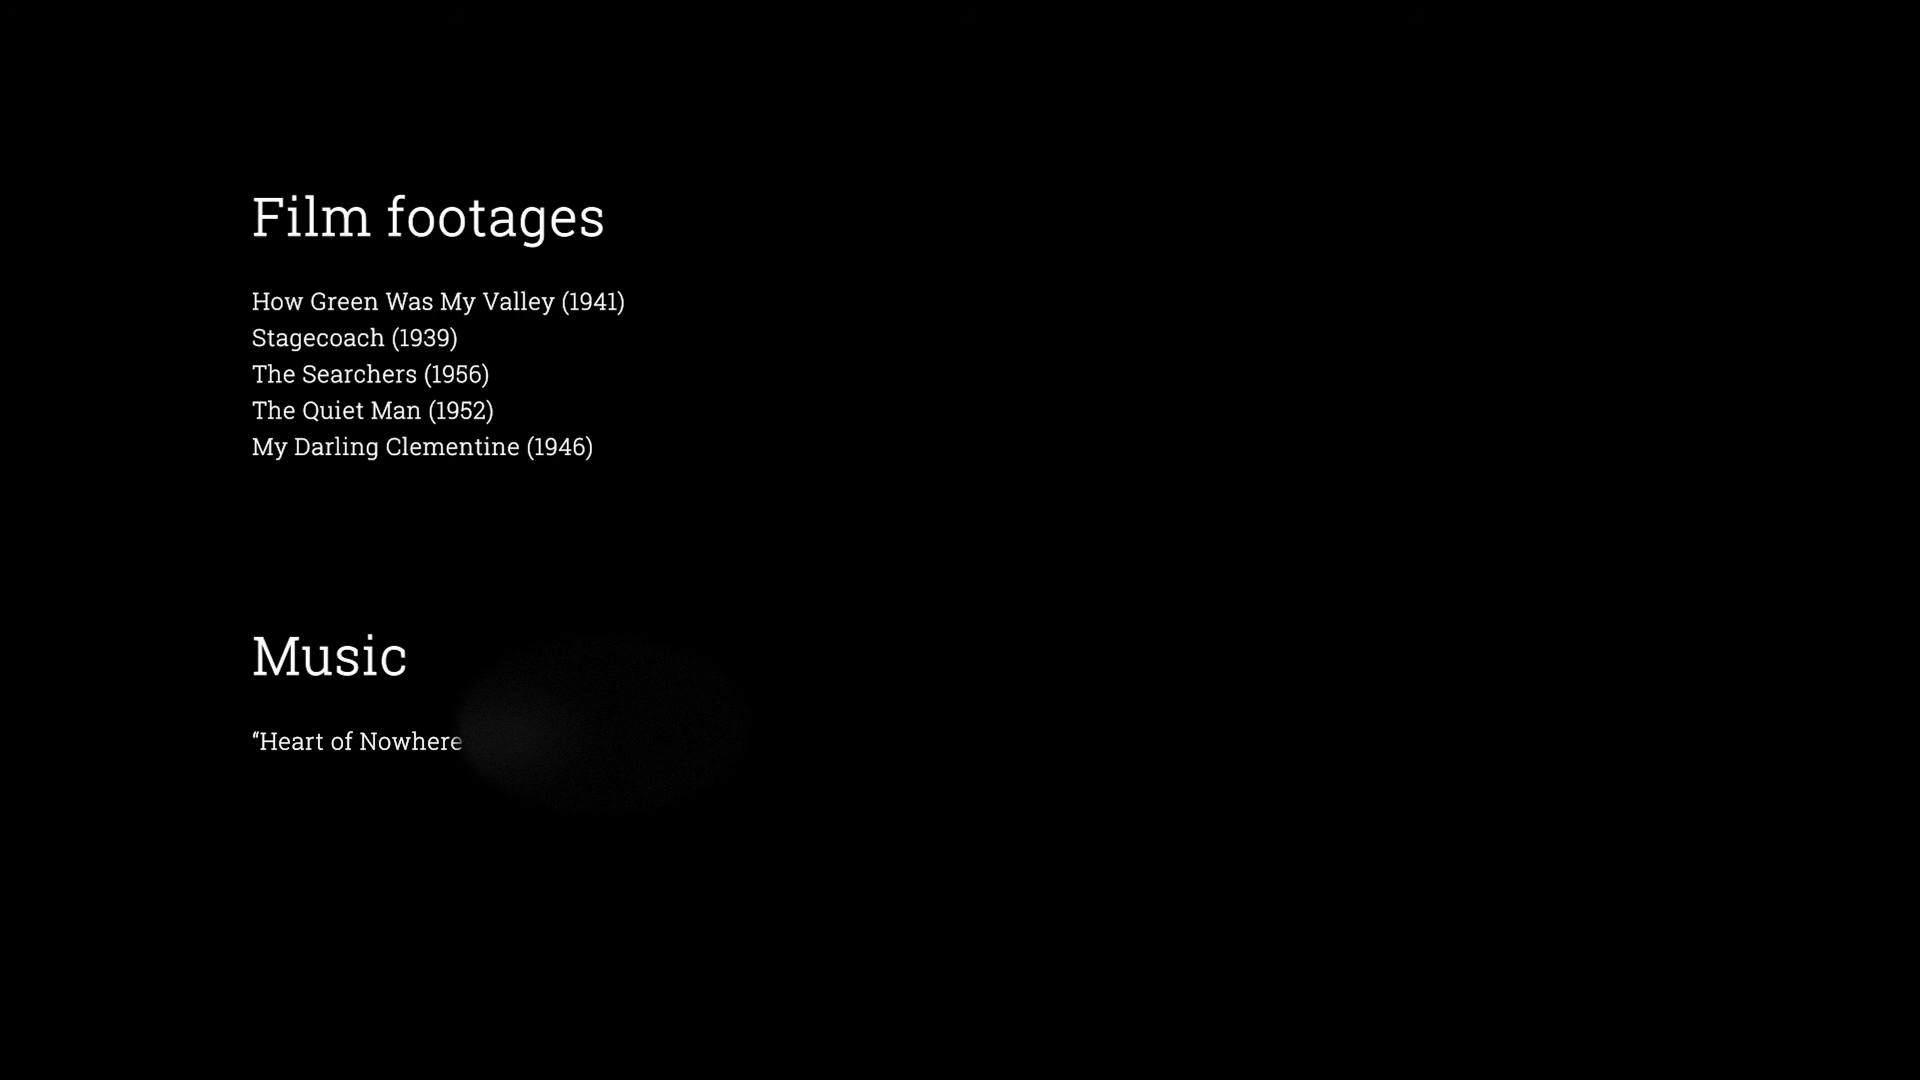 Film footages
How Green Was My Valley (1941)
Stagecoach (1939)
The Searchers (1956)
The Quiet Man (1952)
My Darling Clementine (1946)
Music
“Heart of Nowhere